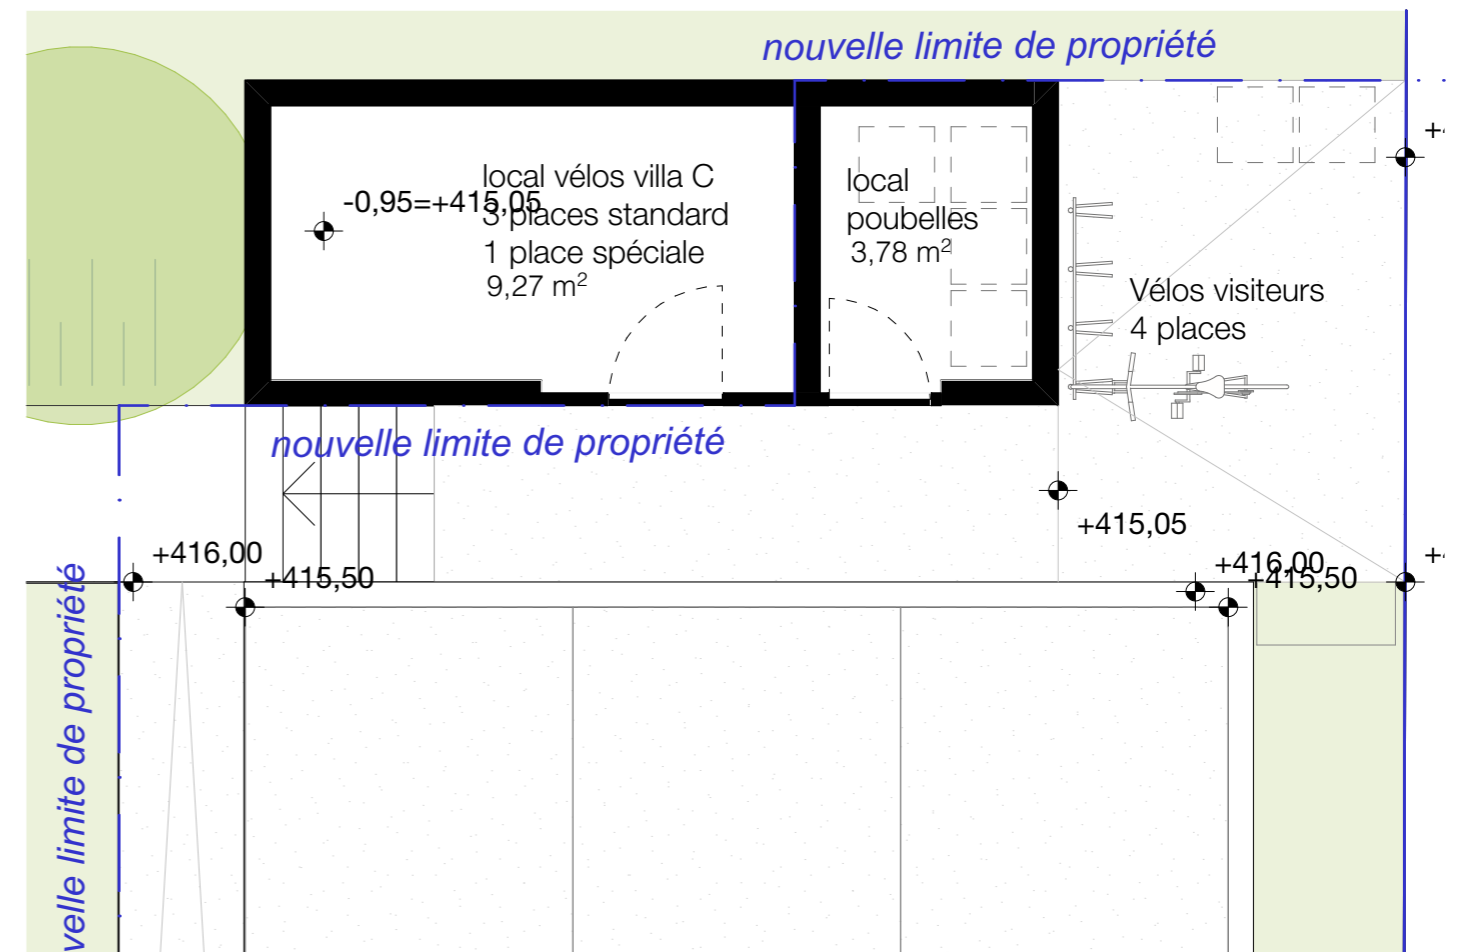 nouvelle limite de propriété
local vélos villa C
-0,95=+415,05
3 places standard
1 place spéciale
9,27 m²
local
poubelles
3,78 m²
Vélos visiteurs
4 places
nouvelle limite de propriété
+415,05
+416,00
+415,50
+416,00
+415,50
velle limite de propriété